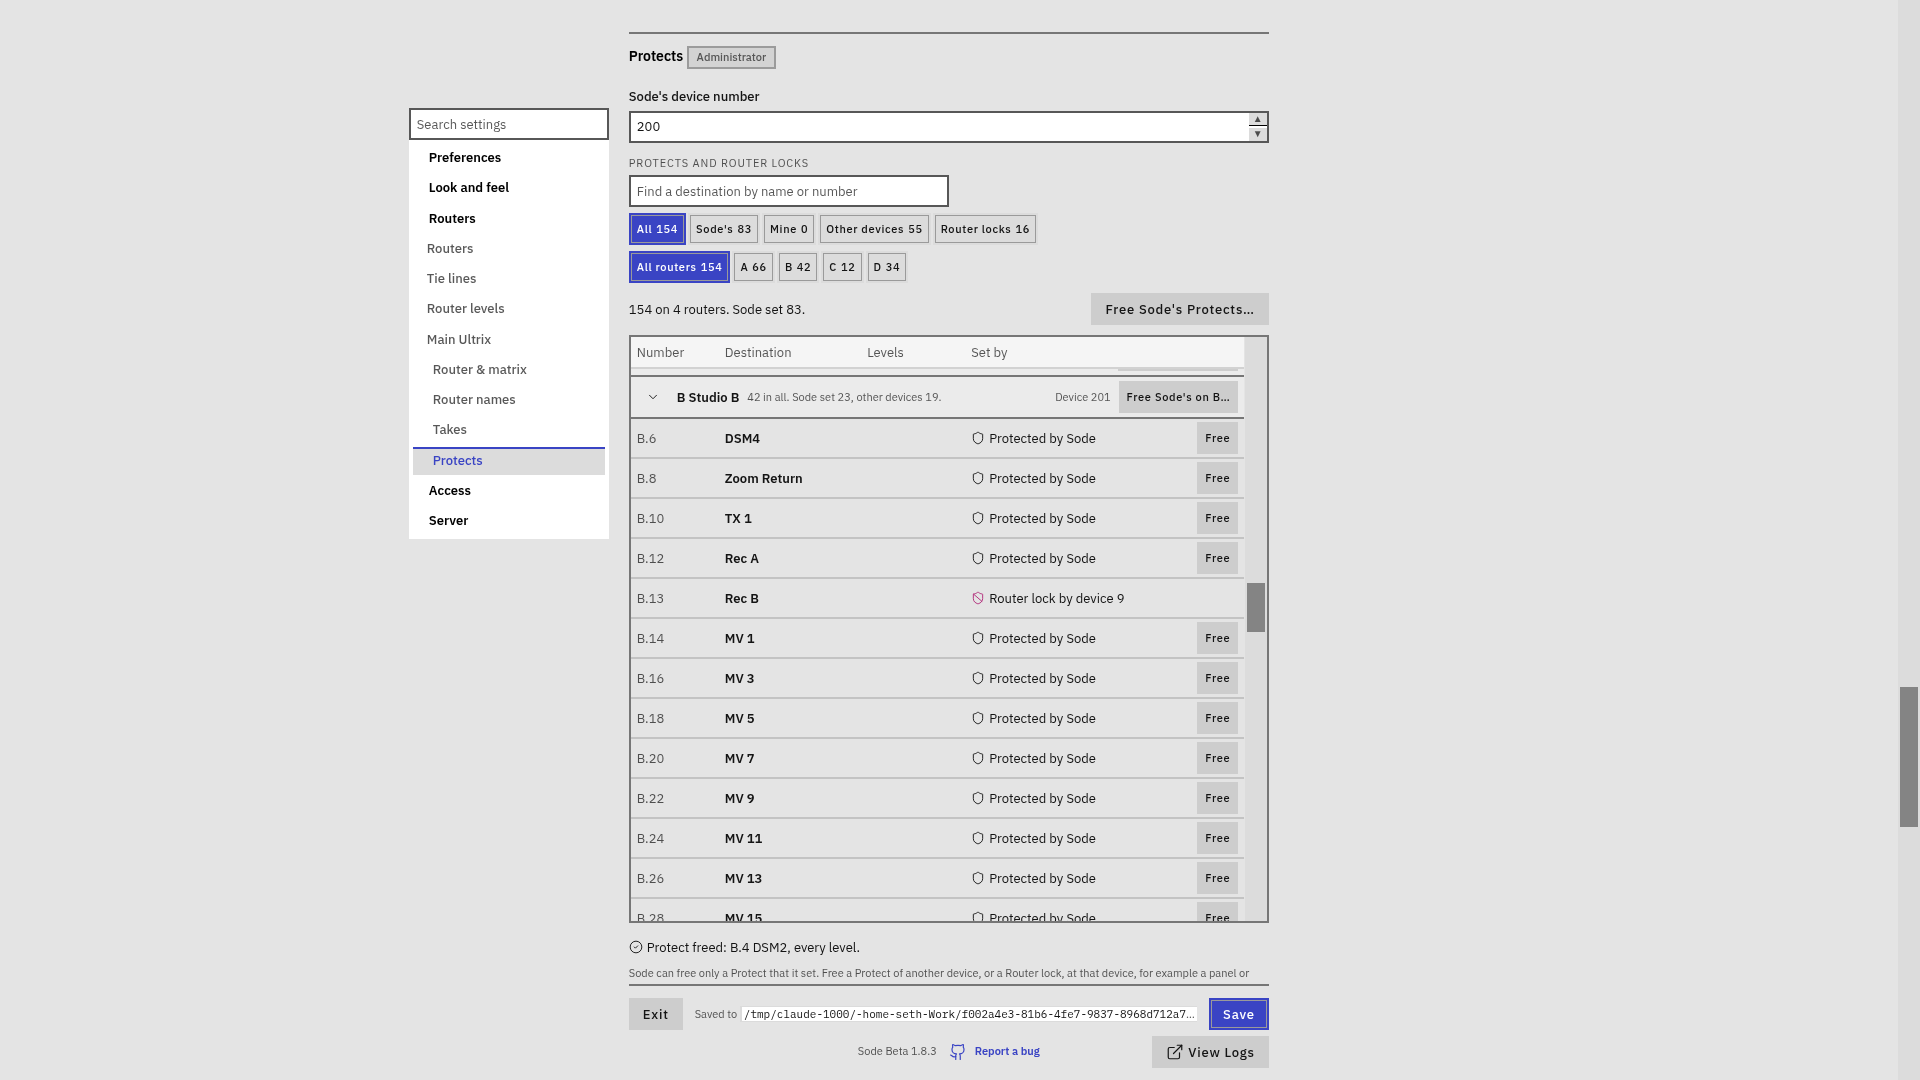 Protects Administrator
Sode's device number
200
Search settings
Preferences
Look and feel
Routers
Routers
Tie lines
Router levels
Main Ultrix
Router & matrix
Router names
Takes
Protects
Access
Server
PROTECTS AND ROUTER LOCKS
Find a destination by name or number
All 154 Sode's 83 Mine 0 Other devices 55 Router locks 16
All routers 154 A 66 B 42 C 12 D 34
154 on 4 routers. Sode set 83. Free Sode's Protects...
Number Destination Levels Set by
B Studio B 42 in all. Sode set 23, other devices 19. Device 201 Free Sode's on B...
B.6 DSM4 Protected by Sode Free
B.8 Zoom Return Protected by Sode Free
B.10 TX 1 Protected by Sode Free
B.12 Rec A Protected by Sode Free
B.13 Rec B Router lock by device 9
B.14 MV 1 Protected by Sode Free
B.16 MV 3 Protected by Sode Free
B.18 MV 5 Protected by Sode Free
B.20 MV 7 Protected by Sode Free
B.22 MV 9 Protected by Sode Free
B.24 MV 11 Protected by Sode Free
B.26 MV 13 Protected by Sode Free
B.28 MV 15 Protected by Sode Free
Protect freed: B.4 DSM2, every level.
Sode can free only a Protect that it set. Free a Protect of another device, or a Router lock, at that device, for example a panel or
Exit Saved to /tmp/claude-1000/-home-seth-Work/f002a4e3-81b6-4fe7-9837-8968d712a7... Save
Sode Beta 1.8.3 Report a bug View Logs